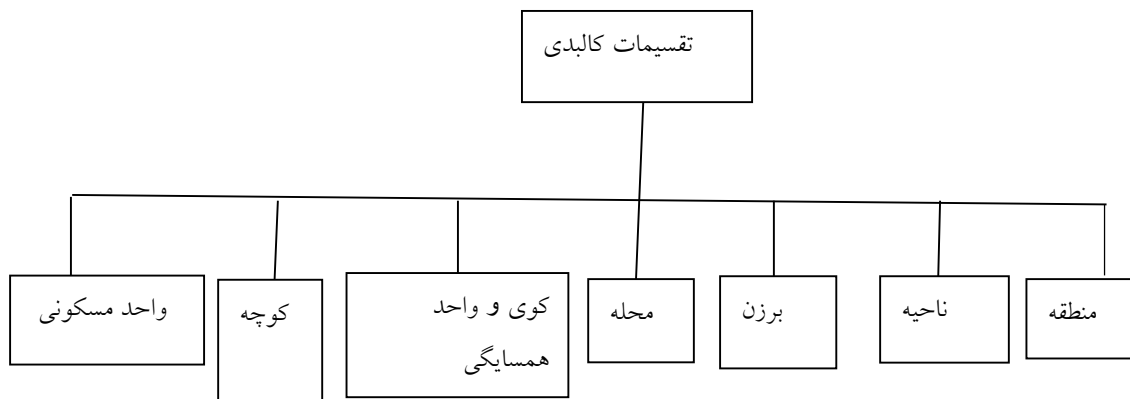 تقسیمات کالبدی
منطقه
ناحیه
برزن
محله
کوی و واحد
همسایگی
کوچه
واحد مسکونی